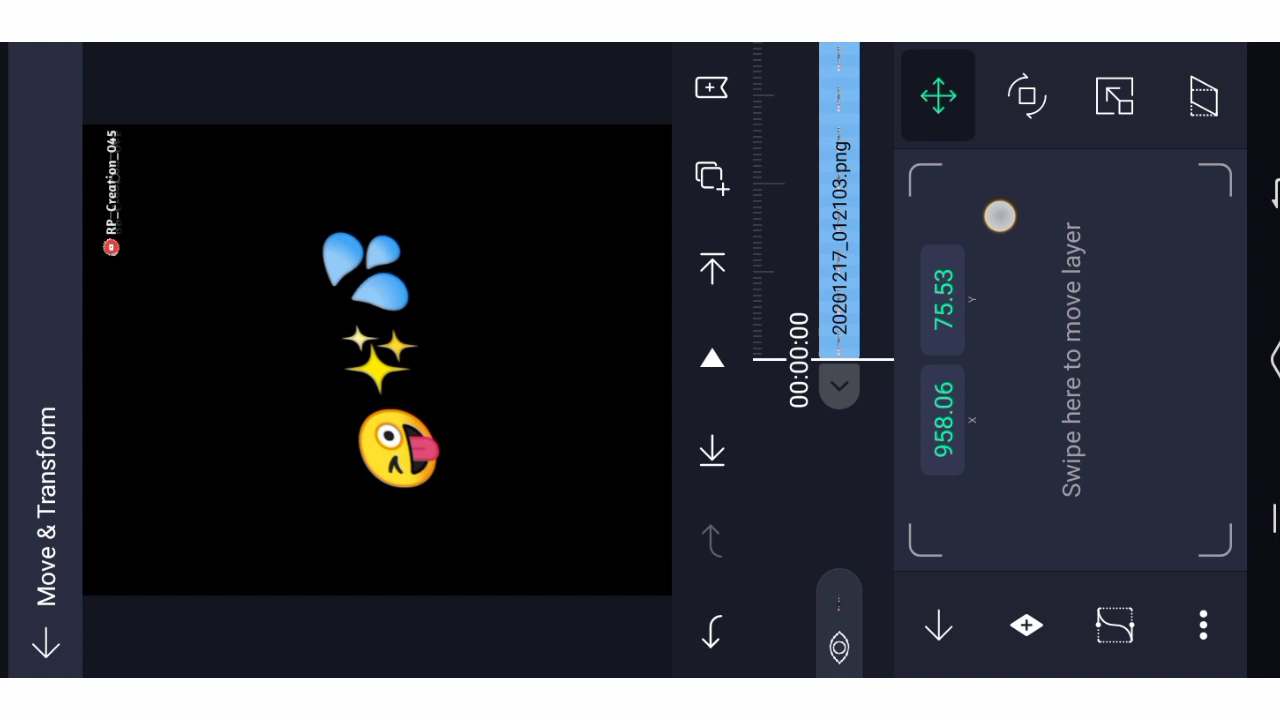 Move & Transform
RP_Creation_045
00:00:00
20201217_012103.png
958.06
X
75.53
Y
Swipe here to move layer